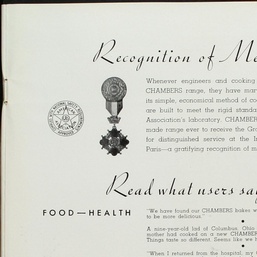 Recognition of Me
Whenever engineers and cooking
CHAMBERS range, they have mar
its simple, economical method of co
are built to meet the rigid stand
Association's laboratory. CHAMBER
made range ever to receive the Gr
for distinguished service at the I
Paris—a gratifying recognition of m
Read what users say
FOOD — HEALTH
"We have found our CHAMBERS bakes w
to be more delicious."
A nine-year-old lad of Columbus, Ohio
mother had cooked on a new CHAMBER
Things taste so different. Seems like we h
"When I returned from the hospital, my